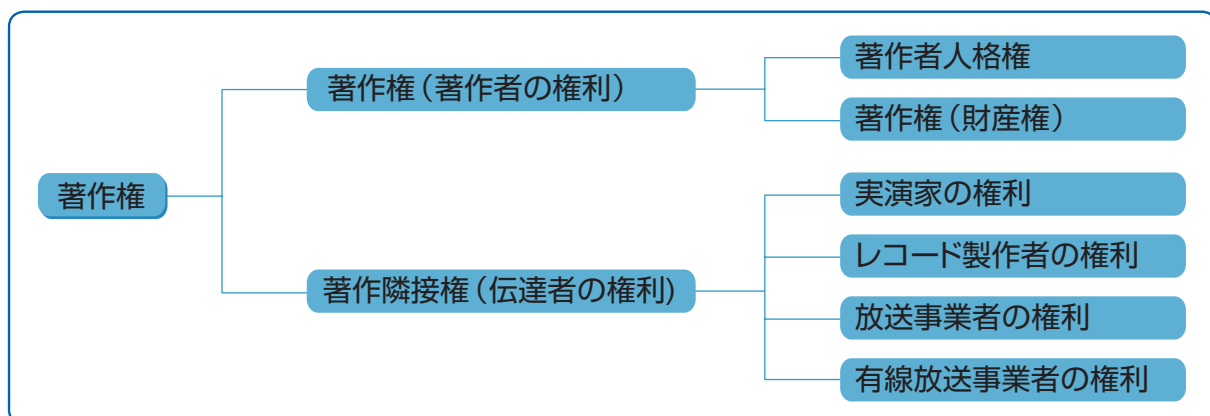 著作権
著作権（著作者の権利）
著作者人格権
著作権（財産権）
著作隣接権（伝達者の権利)
実演家の権利
レコード製作者の権利
放送事業者の権利
有線放送事業者の権利